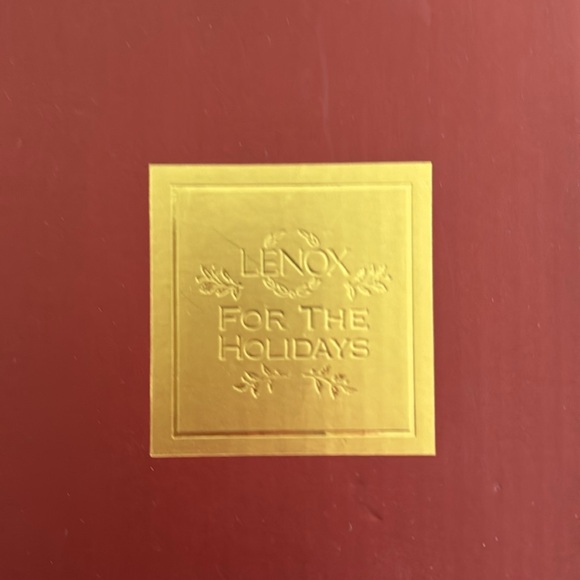 LENOX
FOR THE
HOLIDAYS